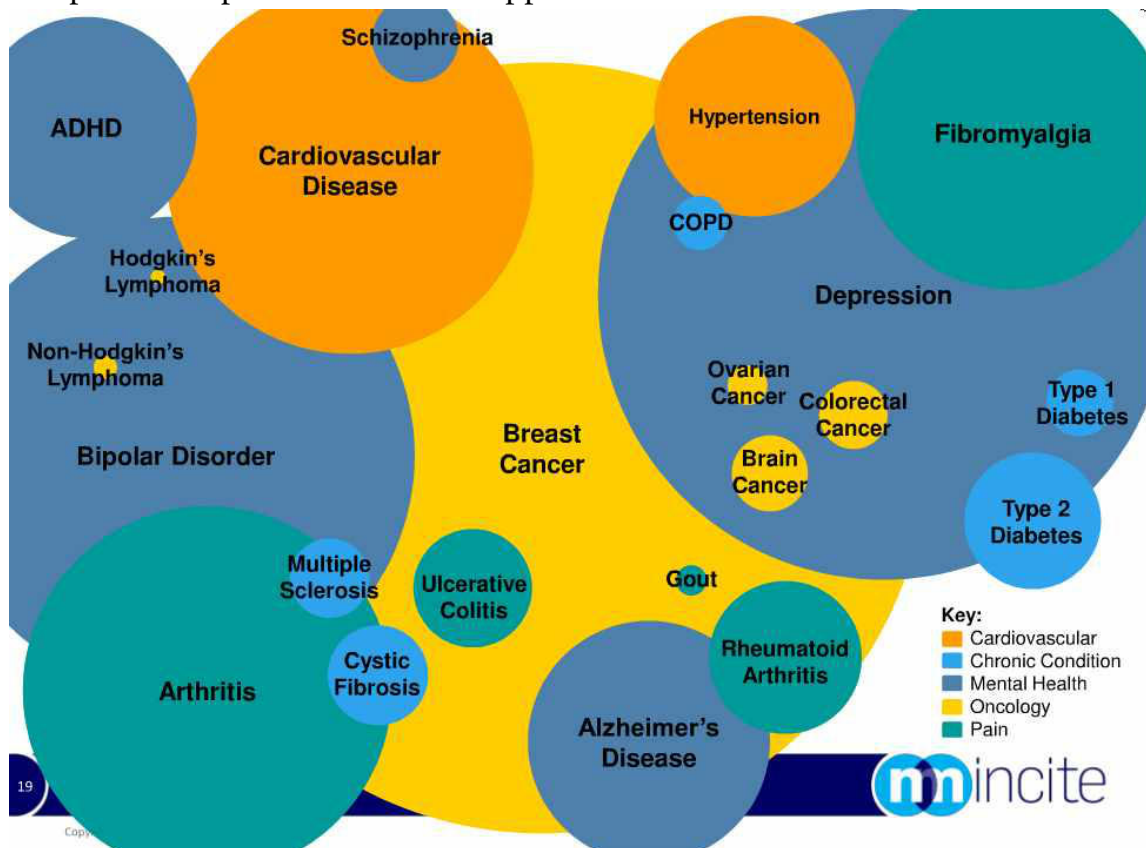 Schizophrenia
ADHD
Cardiovascular
Disease
Hypertension
Fibromyalgia
COPD
Hodgkin's
Lymphoma
Depression
Non-Hodgkin's
Lymphoma
Ovarian
Cancer
Colorectal
Cancer
Type 1
Diabetes
Breast
Cancer
Bipolar Disorder
Brain
Cancer
Type 2
Diabetes
Multiple
Sclerosis
Ulcerative
Colitis
Gout
Cystic
Fibrosis
Rheumatoid
Arthritis
Arthritis
Alzheimer's
Disease
Key:
Cardiovascular
Chronic Condition
Mental Health
Oncology
Pain
19
nmincite